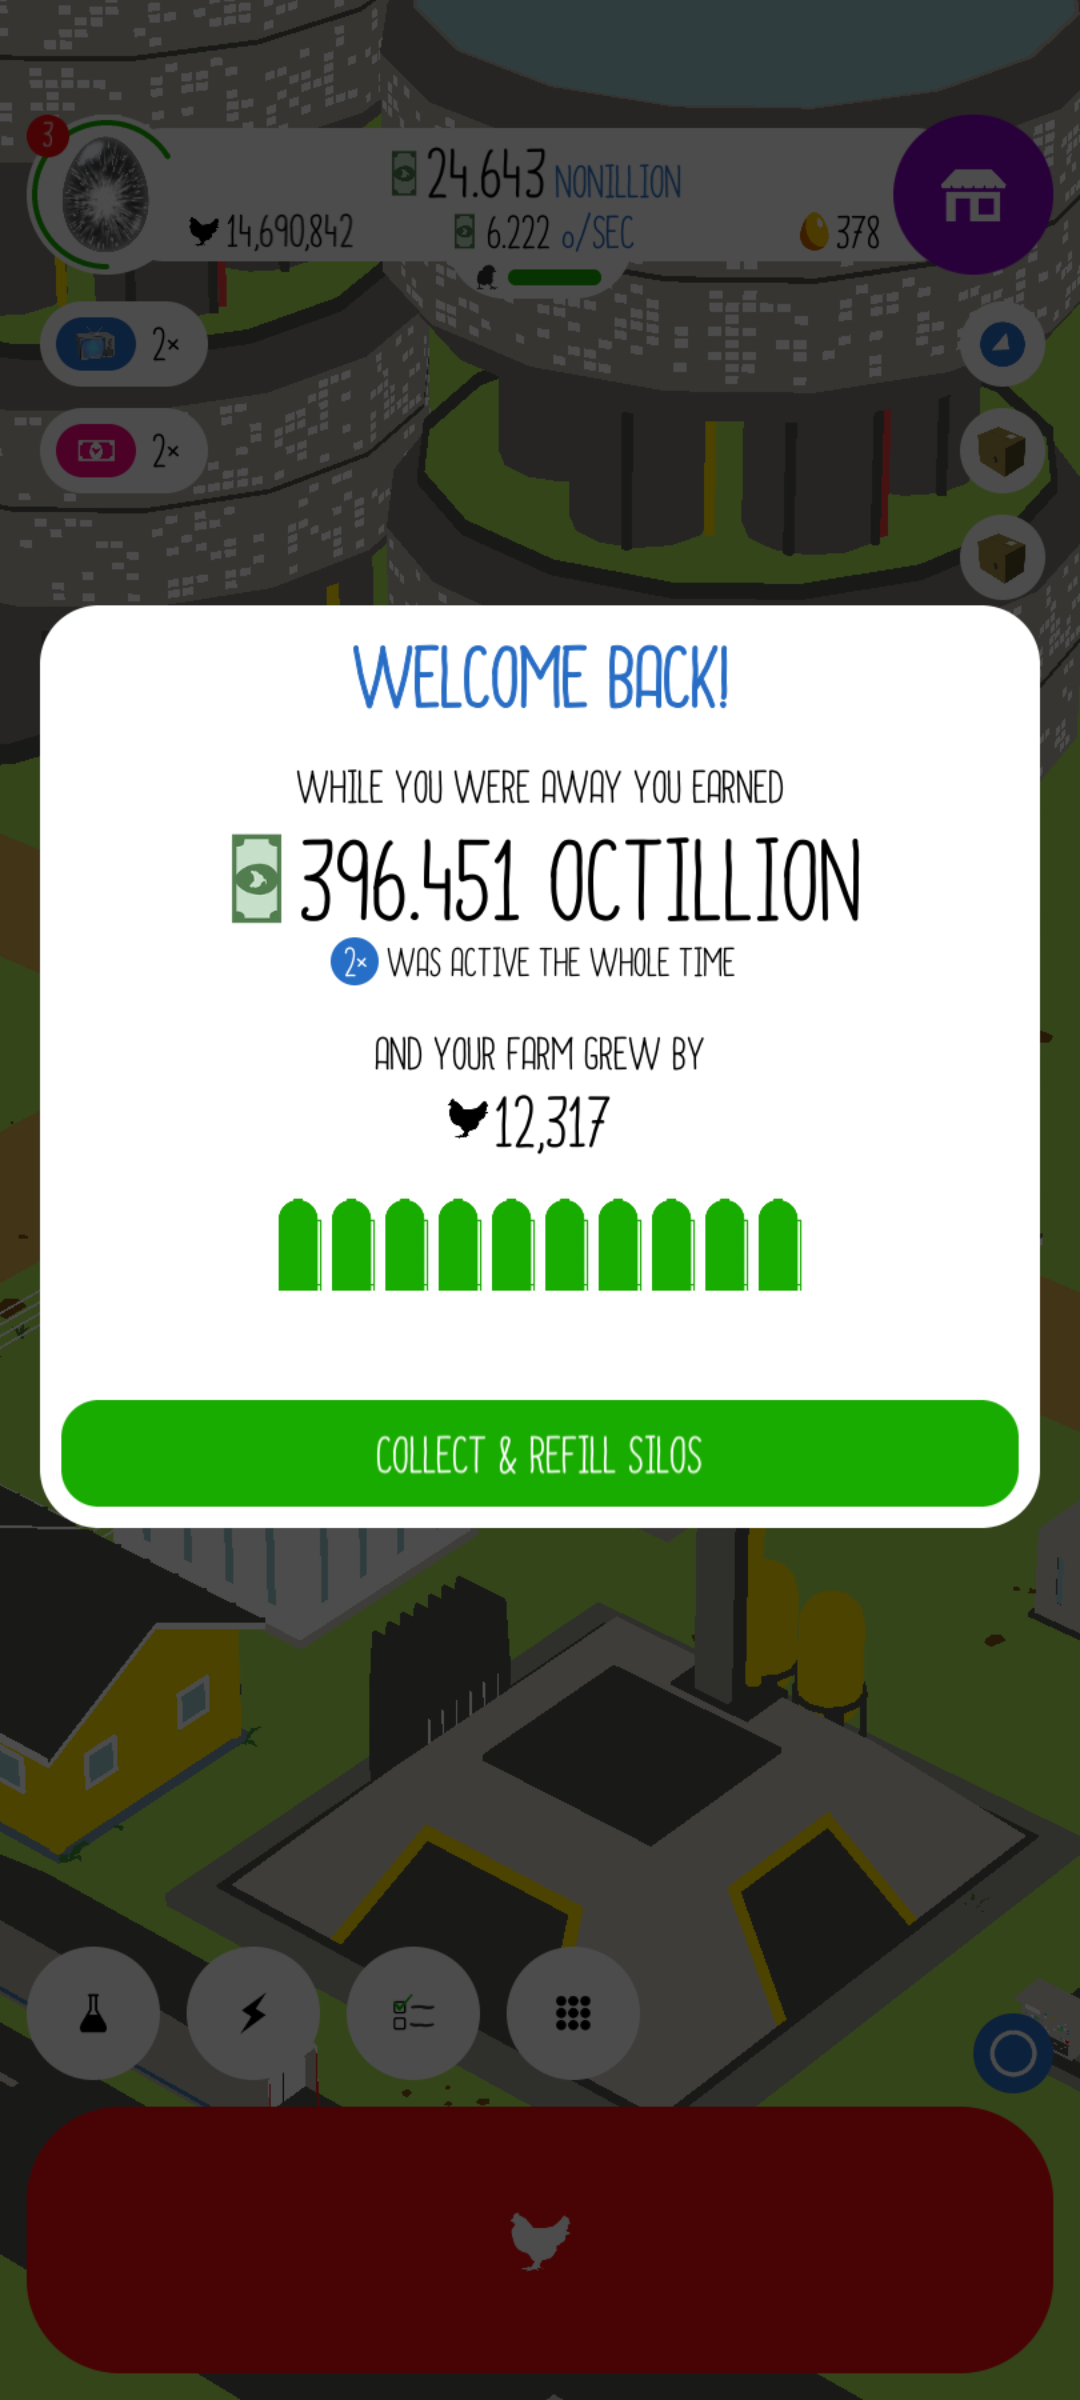 3
24.643 NONILLION
14,690,842
6.222 o/SEC
378
2×
2×
WELCOME BACK!
WHILE YOU WERE AWAY YOU EARNED
396.451 OCTILLION
2× WAS ACTIVE THE WHOLE TIME
AND YOUR FARM GREW BY
12,317
COLLECT & REFILL SILOS